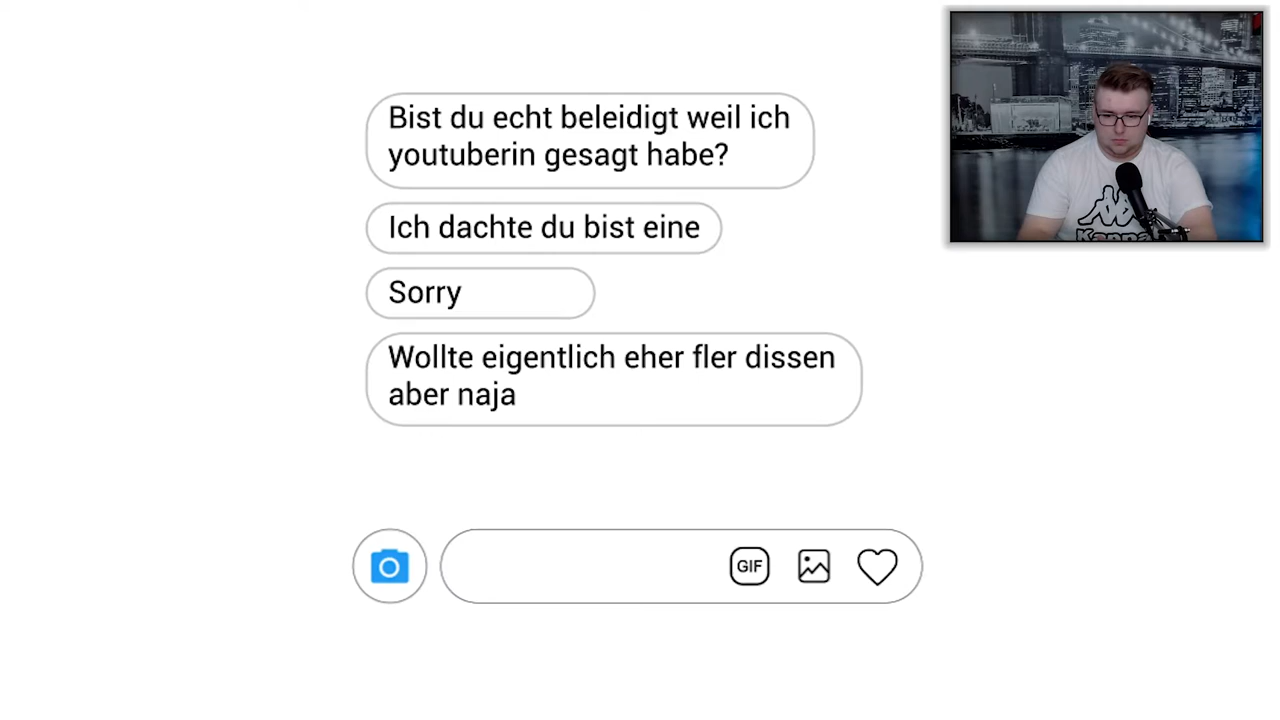 Bist du echt beleidigt weil ich
youtuberin gesagt habe?
Ich dachte du bist eine
Sorry
Wollte eigentlich eher fler dissen
aber naja
GIF
Kappa